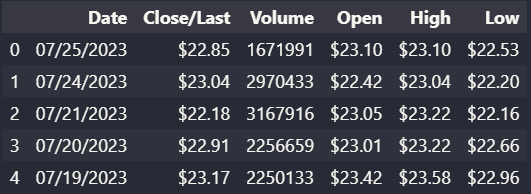 Date Close/Last Volume Open High Low
0 07/25/2023 $22.85 1671991 $23.10 $23.10 $22.53
1 07/24/2023 $23.04 2970433 $22.42 $23.04 $22.20
2 07/21/2023 $22.18 3167916 $23.05 $23.22 $22.16
3 07/20/2023 $22.91 2256659 $23.01 $23.22 $22.66
4 07/19/2023 $23.17 2250133 $23.42 $23.58 $22.96